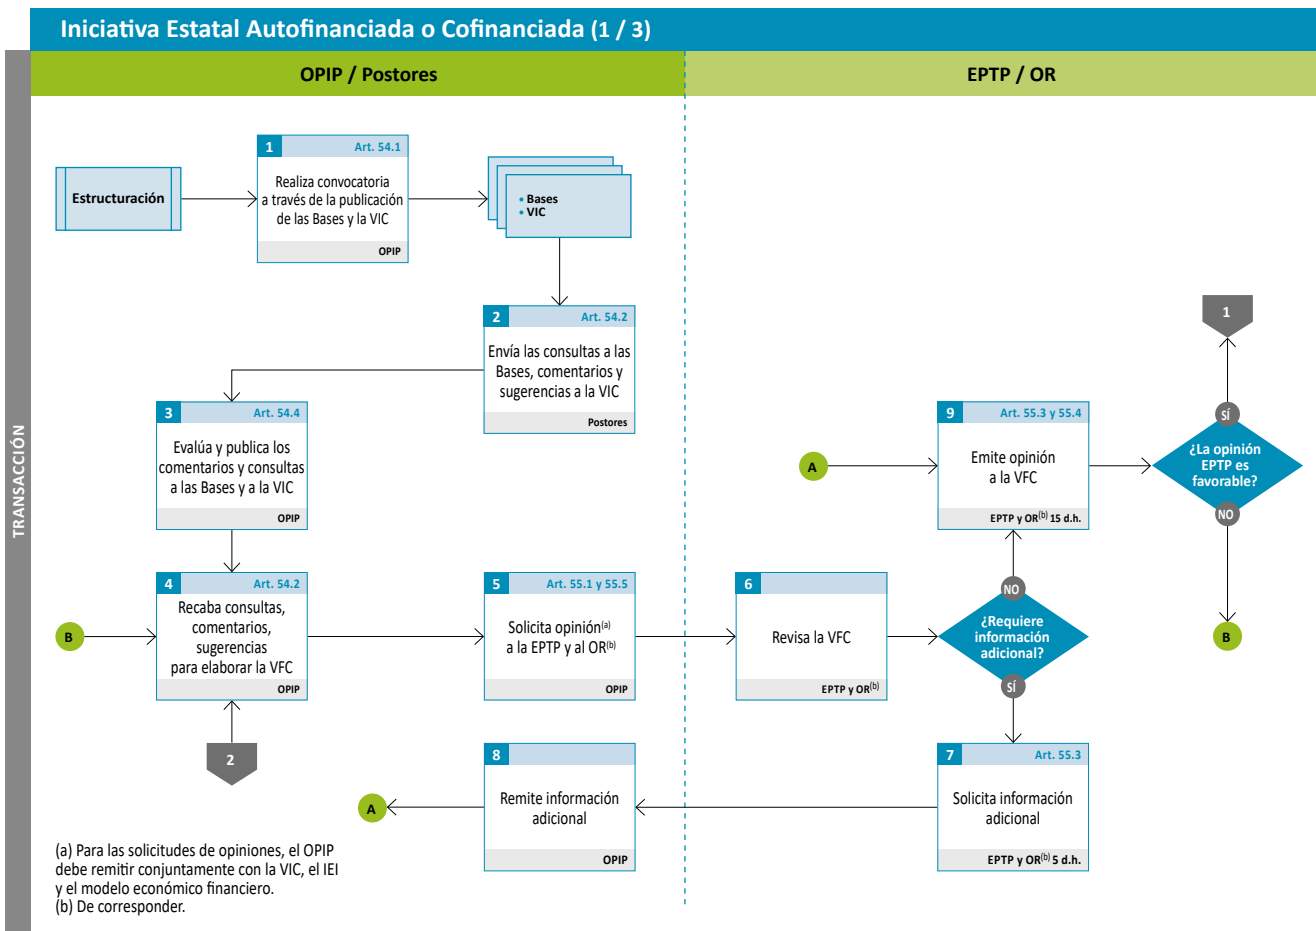 Iniciativa Estatal Autofinanciada o Cofinanciada (1 / 3)
OPIP / Postores
EPTP / OR
TRANSACCIÓN
Estructuración
1
Art. 54.1
Realiza convocatoria
a través de la publicación
de las Bases y la VIC
OPIP
• Bases
• VIC
2
Art. 54.2
Envía las consultas a las
Bases, comentarios y
sugerencias a la VIC
Postores
3
Art. 54.4
Evalúa y publica los
comentarios y consultas
a las Bases y a la VIC
OPIP
B
4
Art. 54.2
Recaba consultas,
comentarios,
sugerencias
para elaborar la VFC
OPIP
2
5
Art. 55.1 y 55.5
Solicita opinión(a)
a la EPTP y al OR(b)
OPIP
6
Revisa la VFC
EPTP y OR(b)
¿Requiere
información
adicional?
NO
SÍ
7
Art. 55.3
Solicita información
adicional
EPTP y OR(b) 5 d.h.
8
Remite información
adicional
OPIP
A
A
9
Art. 55.3 y 55.4
Emite opinión
a la VFC
EPTP y OR(b) 15 d.h.
¿La opinión
EPTP es
favorable?
SÍ
1
NO
B
(a) Para las solicitudes de opiniones, el OPIP
debe remitir conjuntamente con la VIC, el IEI
y el modelo económico financiero.
(b) De corresponder.